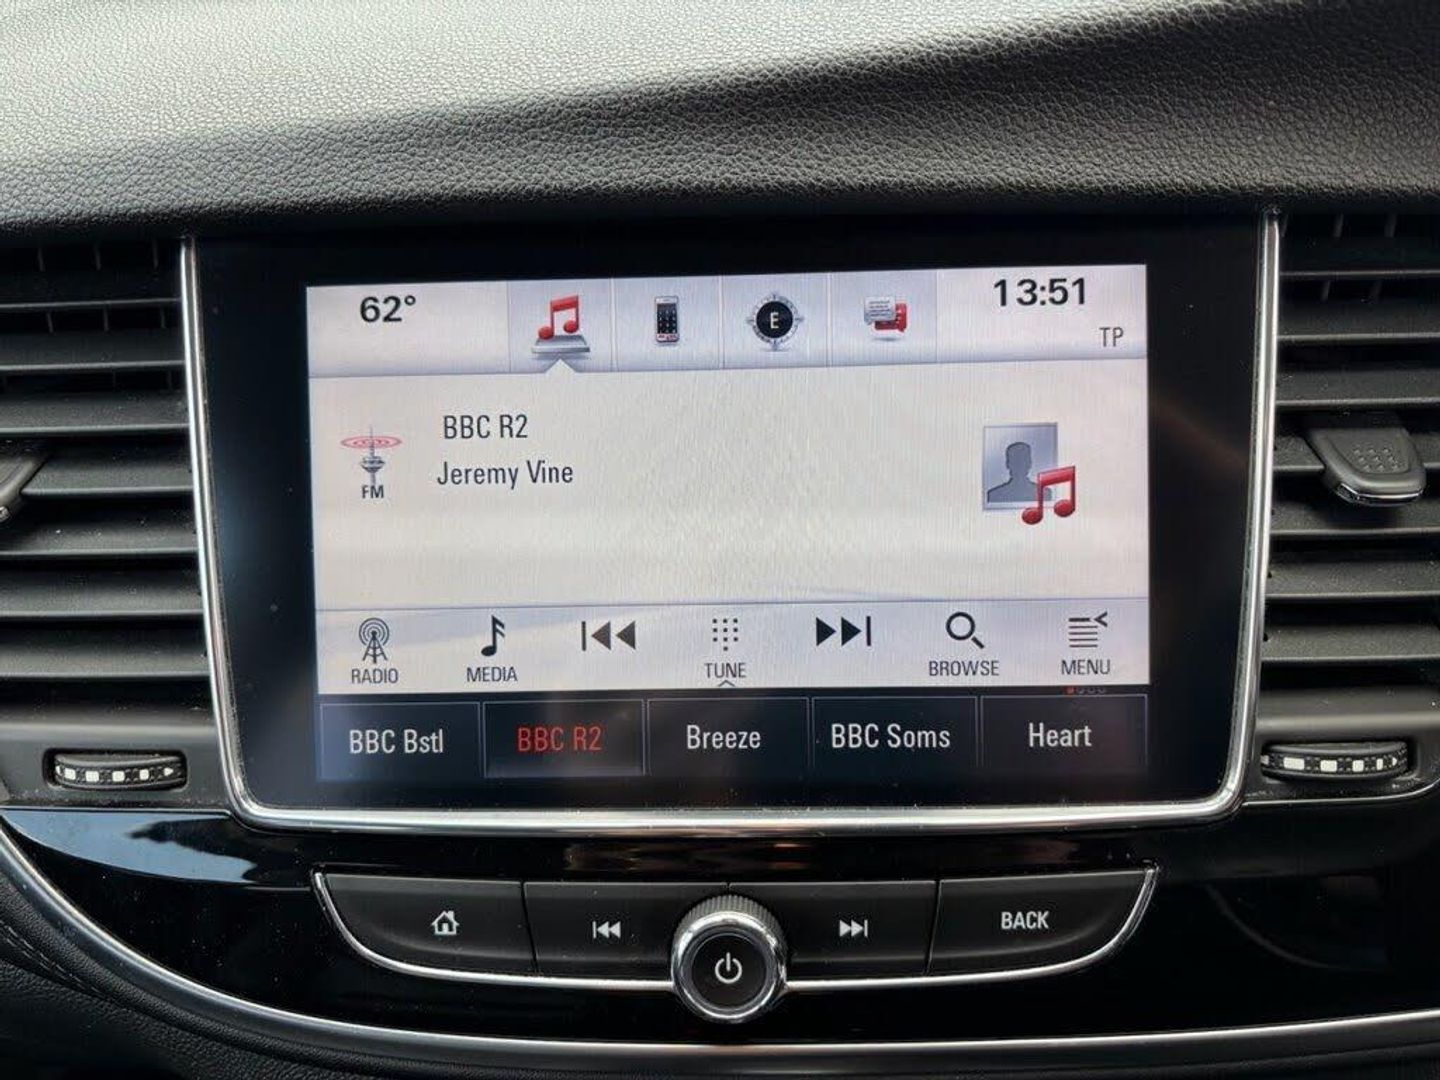 62°
E
13:51
TP
BBC R2
Jeremy Vine
FM
RADIO
MEDIA
TUNE
BROWSE
MENU
BBC Bstl
BBC R2
Breeze
BBC Soms
Heart
BACK